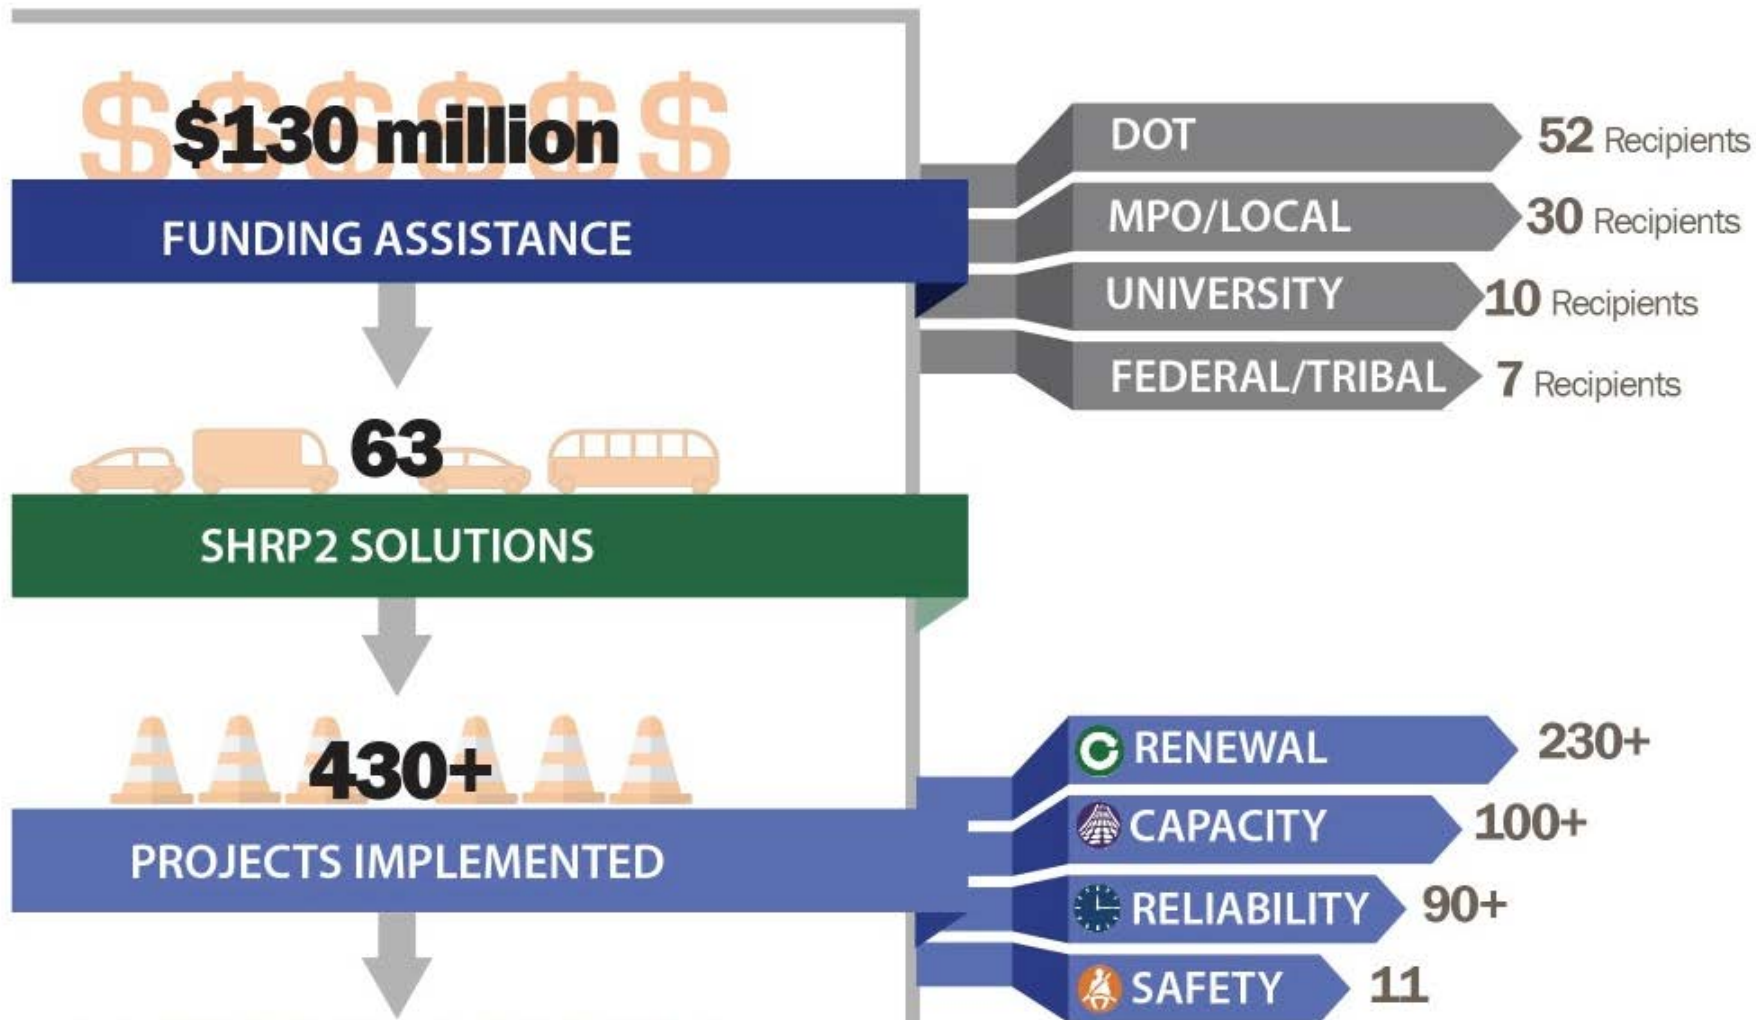 $130 million
FUNDING ASSISTANCE
DOT 52 Recipients
MPO/LOCAL 30 Recipients
UNIVERSITY 10 Recipients
FEDERAL/TRIBAL 7 Recipients
63
SHRP2 SOLUTIONS
430+
PROJECTS IMPLEMENTED
RENEWAL 230+
CAPACITY 100+
RELIABILITY 90+
SAFETY 11